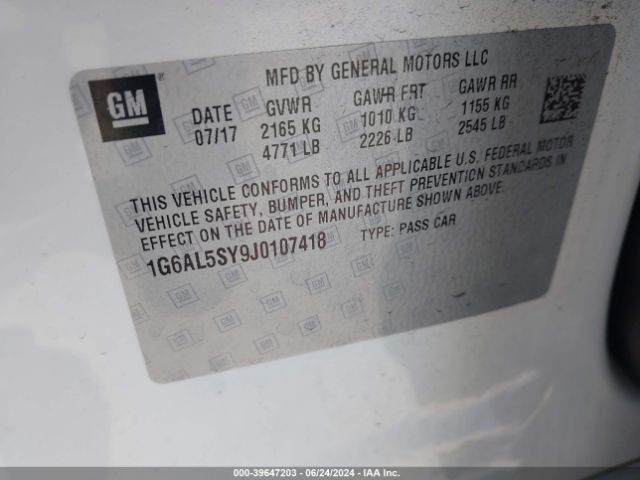 GM
MFD BY GENERAL MOTORS LLC
DATE GVWR GAWR FRT GAWR RR
07/17 2165 KG 1010 KG 1155 KG
4771 LB 2226 LB 2545 LB
THIS VEHICLE CONFORMS TO ALL APPLICABLE U.S. FEDERAL MOTOR
VEHICLE SAFETY, BUMPER, AND THEFT PREVENTION STANDARDS IN
EFFECT ON THE DATE OF MANUFACTURE SHOWN ABOVE.
1G6AL5SY9J0107418 TYPE: PASS CAR
000-39647203 - 06/24/2024 - IAA Inc.